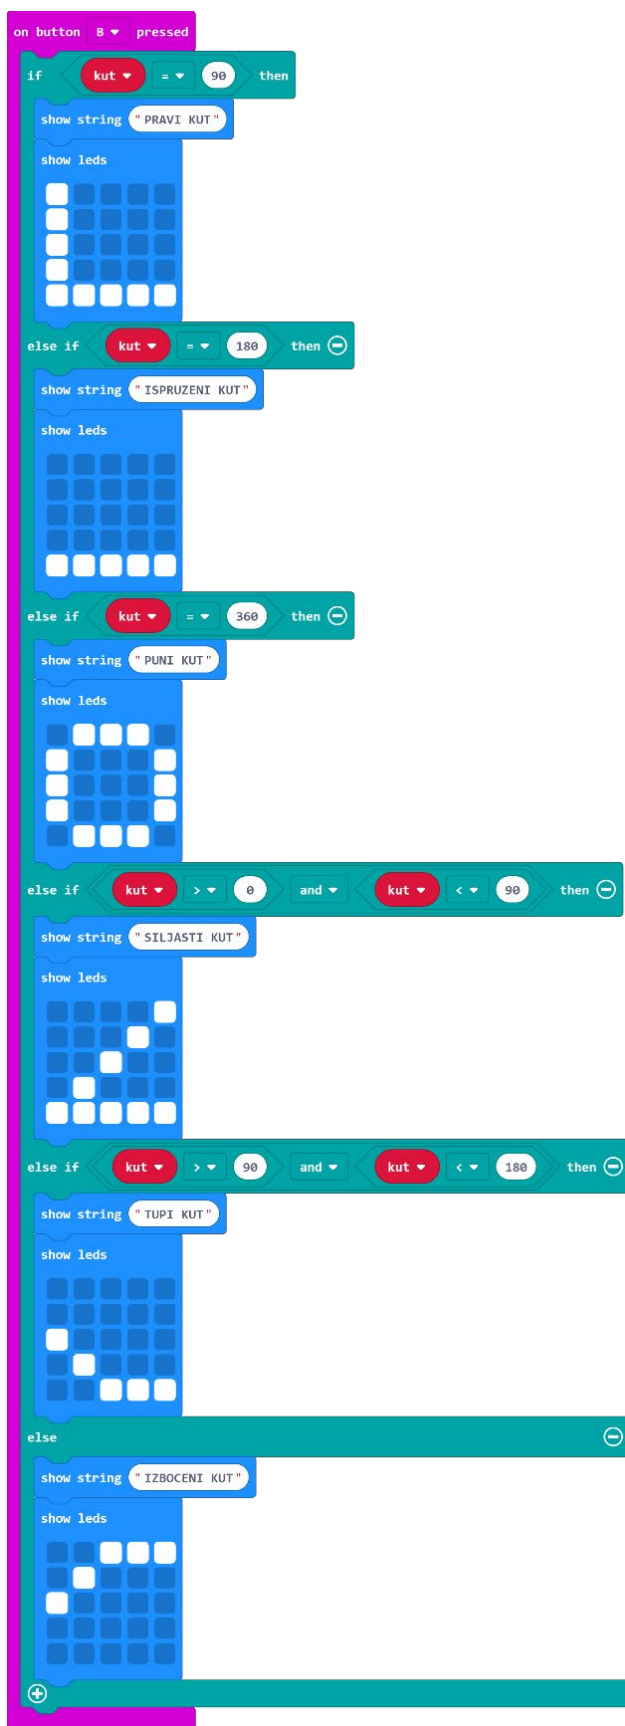 on button B pressed
if kut = 90 then
show string "PRAVI KUT"
show leds
else if kut = 180 then
show string "ISPRUZENI KUT"
show leds
else if kut = 360 then
show string "PUNI KUT"
show leds
else if kut > 0 and kut < 90 then
show string "SILJASTI KUT"
show leds
else if kut > 90 and kut < 180 then
show string "TUPI KUT"
show leds
else
show string "IZBOCENI KUT"
show leds